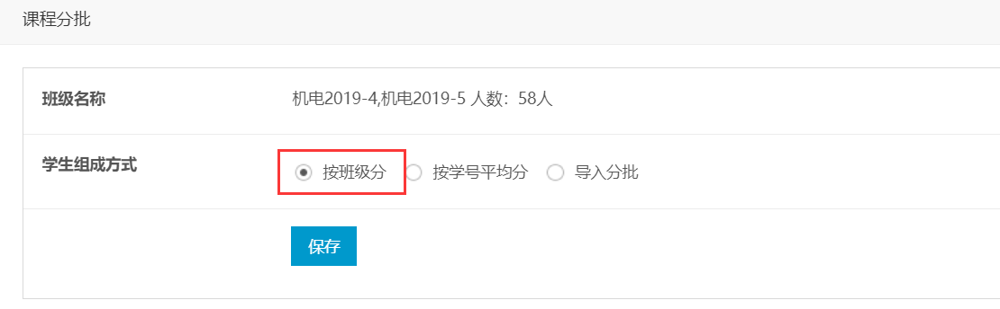 课程分批
班级名称 机电2019-4,机电2019-5 人数：58人
学生组成方式 按班级分 按学号平均分 导入分批
保存